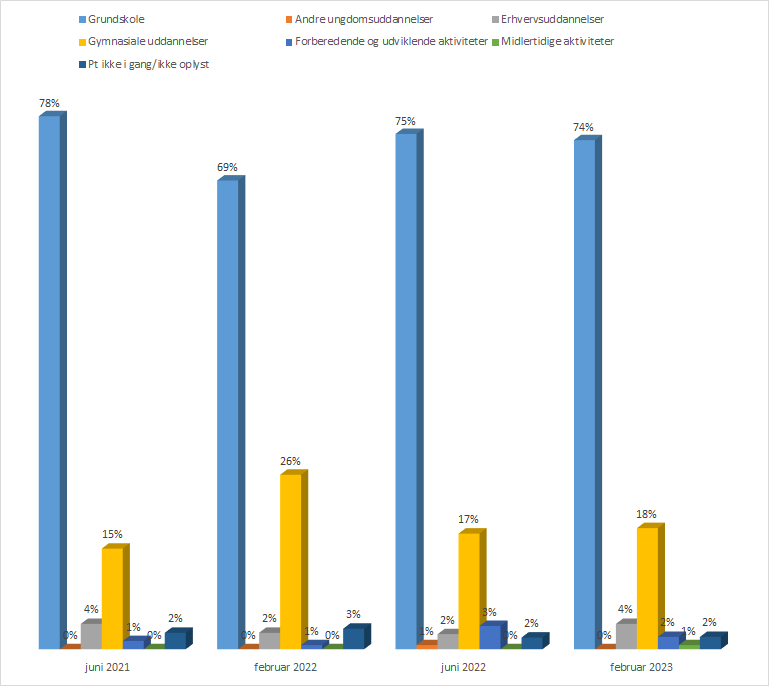 Grundskole Andre ungdomsuddannelser Erhvervsuddannelser
Gymnasiale uddannelser Forberedende og udviklende aktiviteter Midlertidige aktiviteter
Pt ikke i gang/ikke oplyst
78% 0% 4% 15% 1% 0% 2%
69% 0% 2% 26% 1% 0% 3%
75% 1% 2% 17% 3% 0% 2%
74% 0% 4% 18% 2% 1% 2%
juni 2021 februar 2022 juni 2022 februar 2023